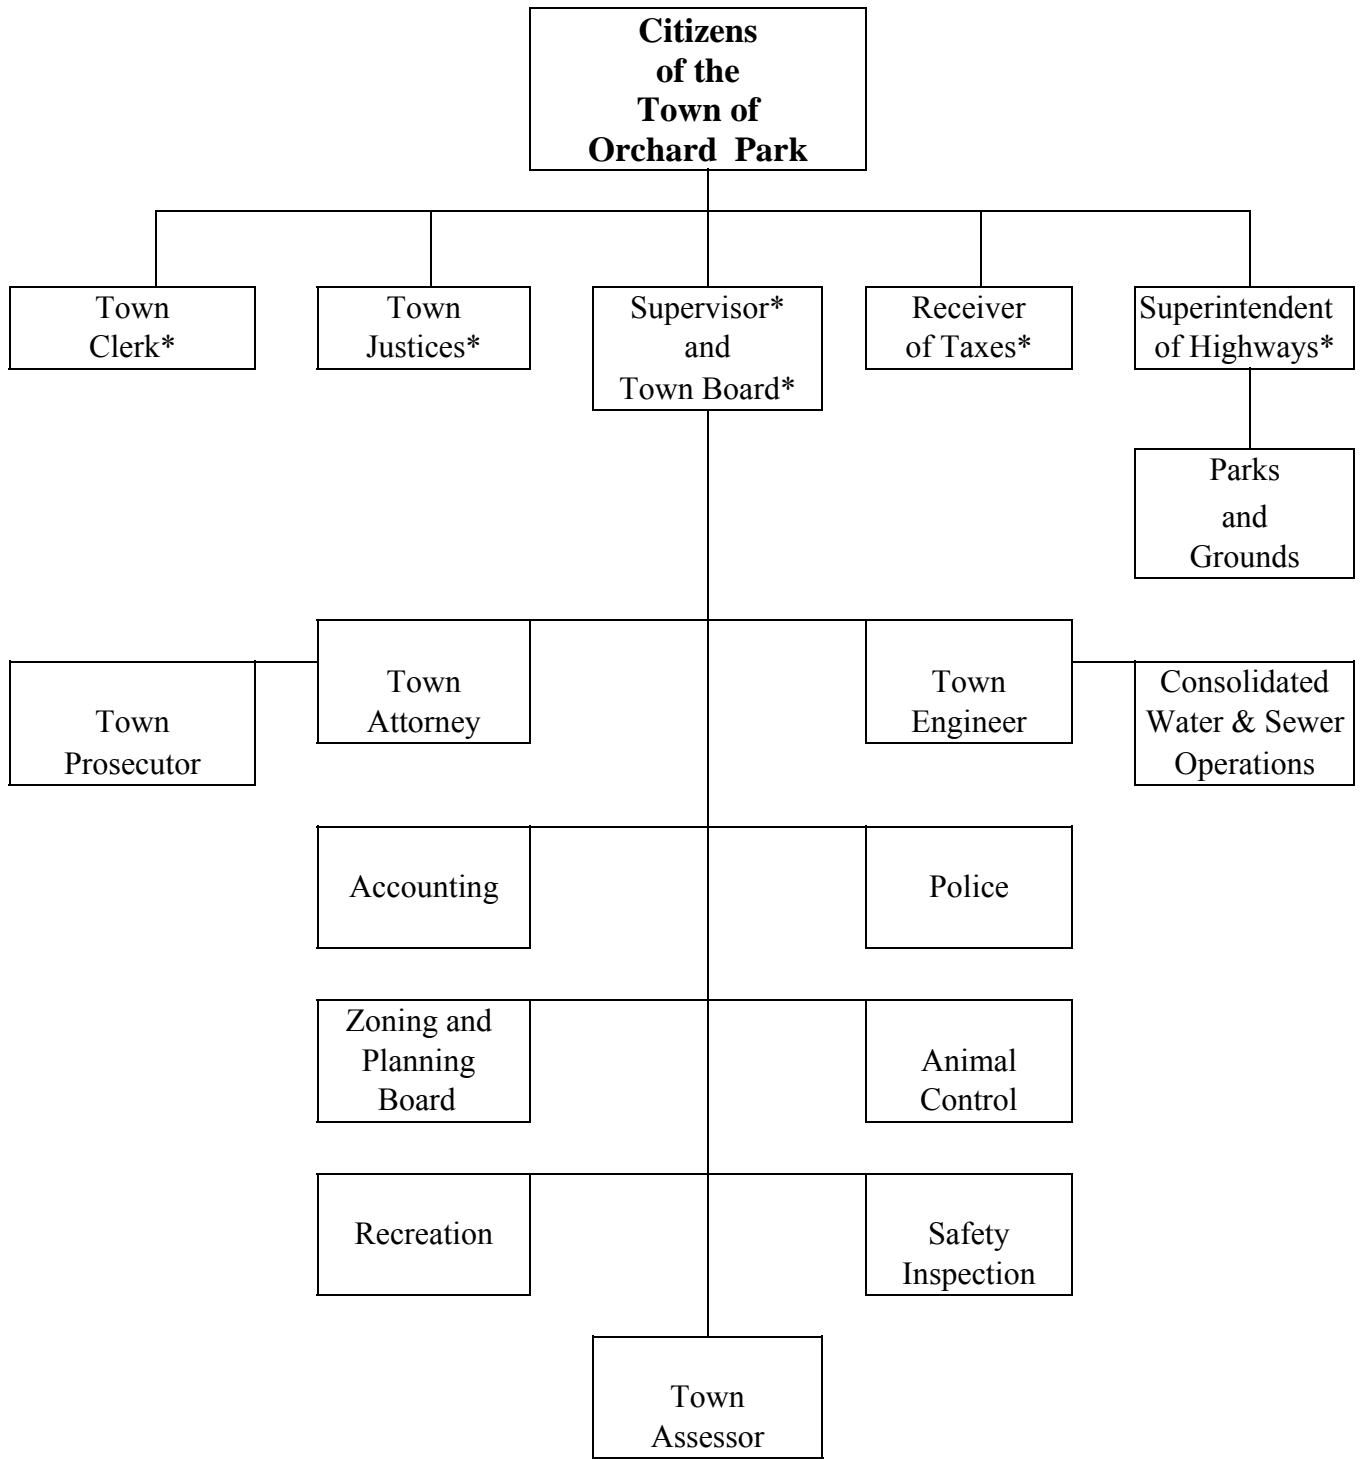 Citizens
of the
Town of
Orchard Park
Town
Clerk*
Town
Justices*
Supervisor*
and
Town Board*
Receiver
of Taxes*
Superintendent
of Highways*
Parks
and
Grounds
Town
Prosecutor
Town
Attorney
Town
Engineer
Consolidated
Water & Sewer
Operations
Accounting
Police
Zoning and
Planning
Board
Animal
Control
Recreation
Safety
Inspection
Town
Assessor